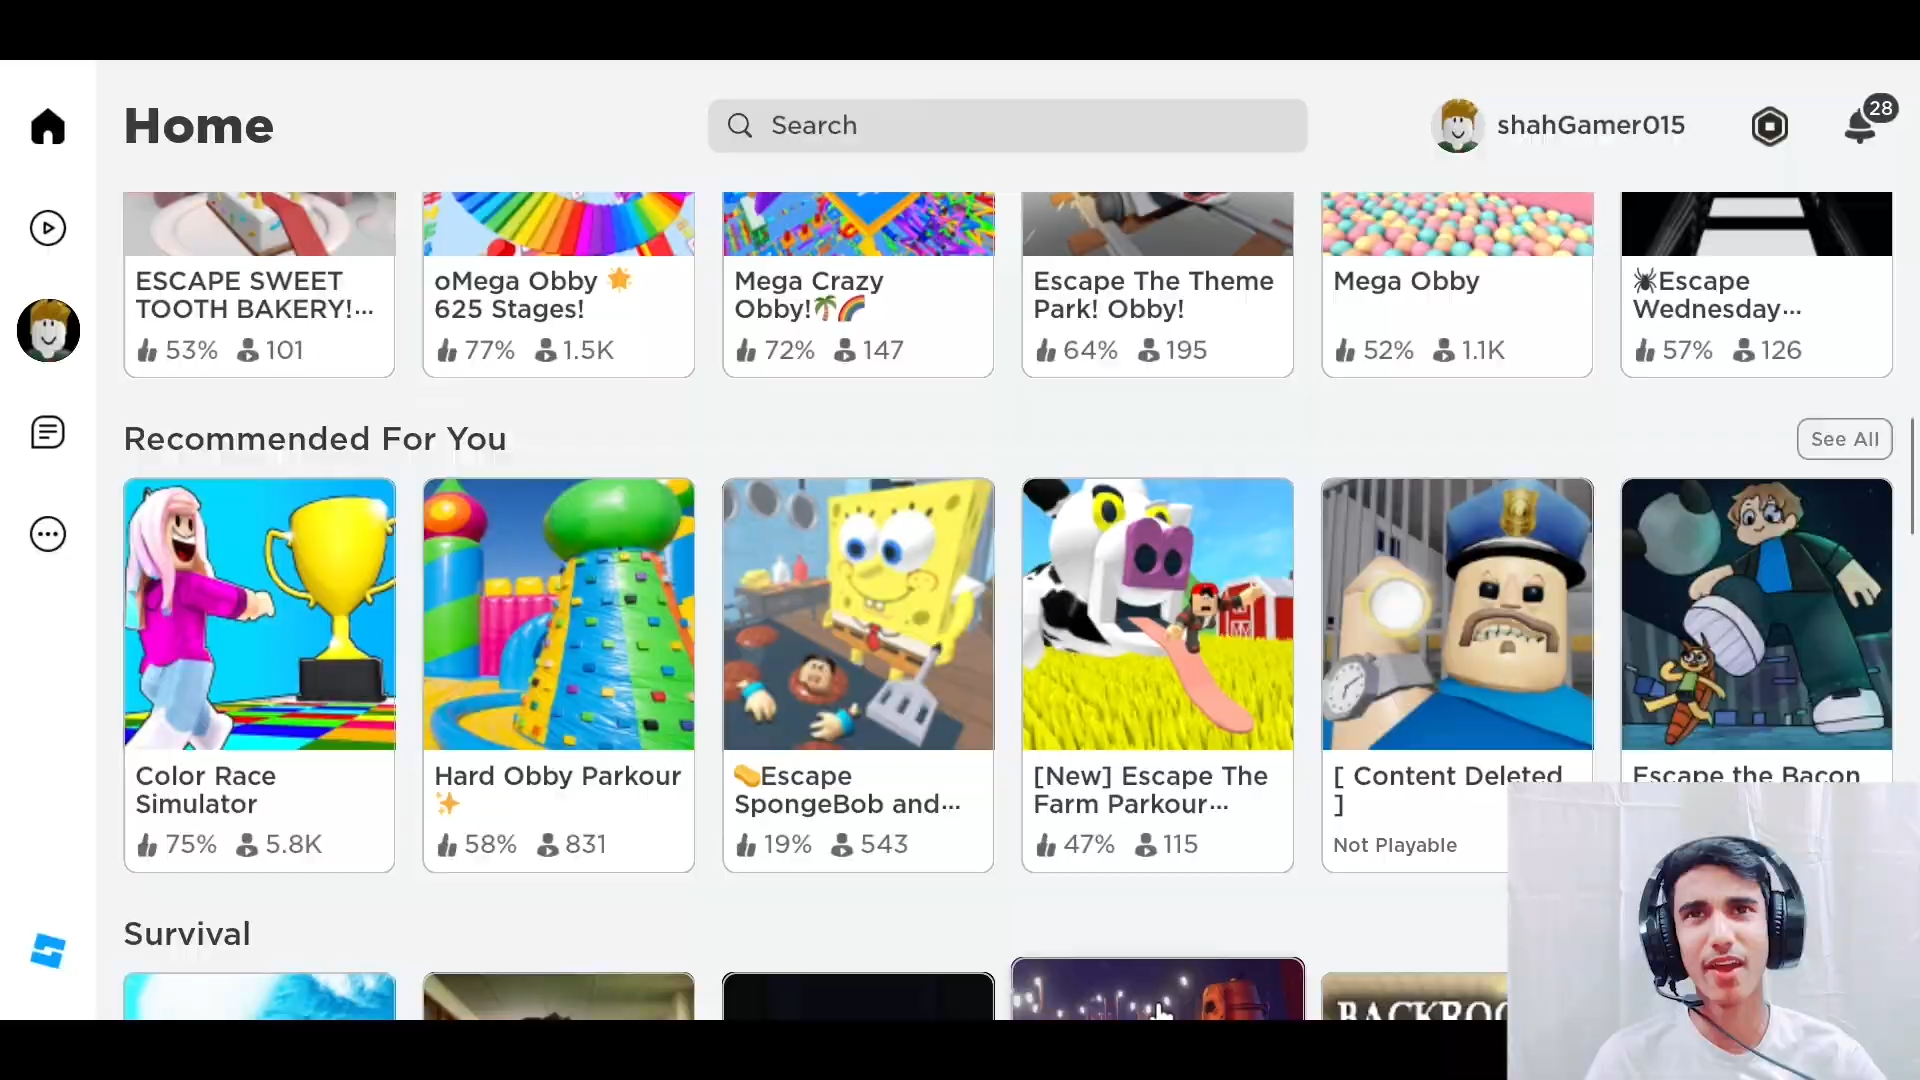 Home
Search
shahGamer015
28
ESCAPE SWEET
TOOTH BAKERY!...
53% 101
oMega Obby 🌟
625 Stages!
77% 1.5K
Mega Crazy
Obby!🌴🌈
72% 147
Escape The Theme
Park! Obby!
64% 195
Mega Obby
52% 1.1K
🕷Escape
Wednesday...
57% 126
Recommended For You
See All
Color Race
Simulator
75% 5.8K
Hard Obby Parkour
✨
58% 831
🧽Escape
SpongeBob and...
19% 543
[New] Escape The
Farm Parkour...
47% 115
[ Content Deleted
]
Not Playable
Escape the Bacon
Survival